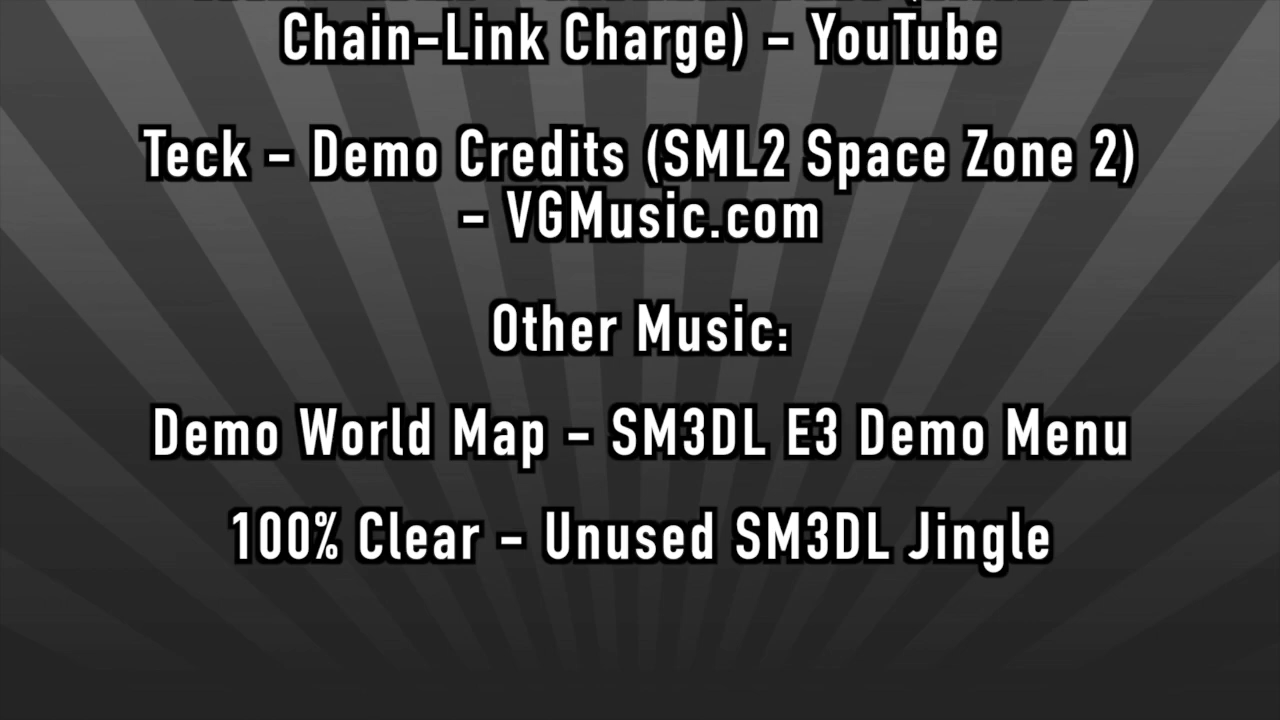 Chain-Link Charge) - YouTube
Teck - Demo Credits (SML2 Space Zone 2)
- VGMusic.com
Other Music:
Demo World Map - SM3DL E3 Demo Menu
100% Clear - Unused SM3DL Jingle